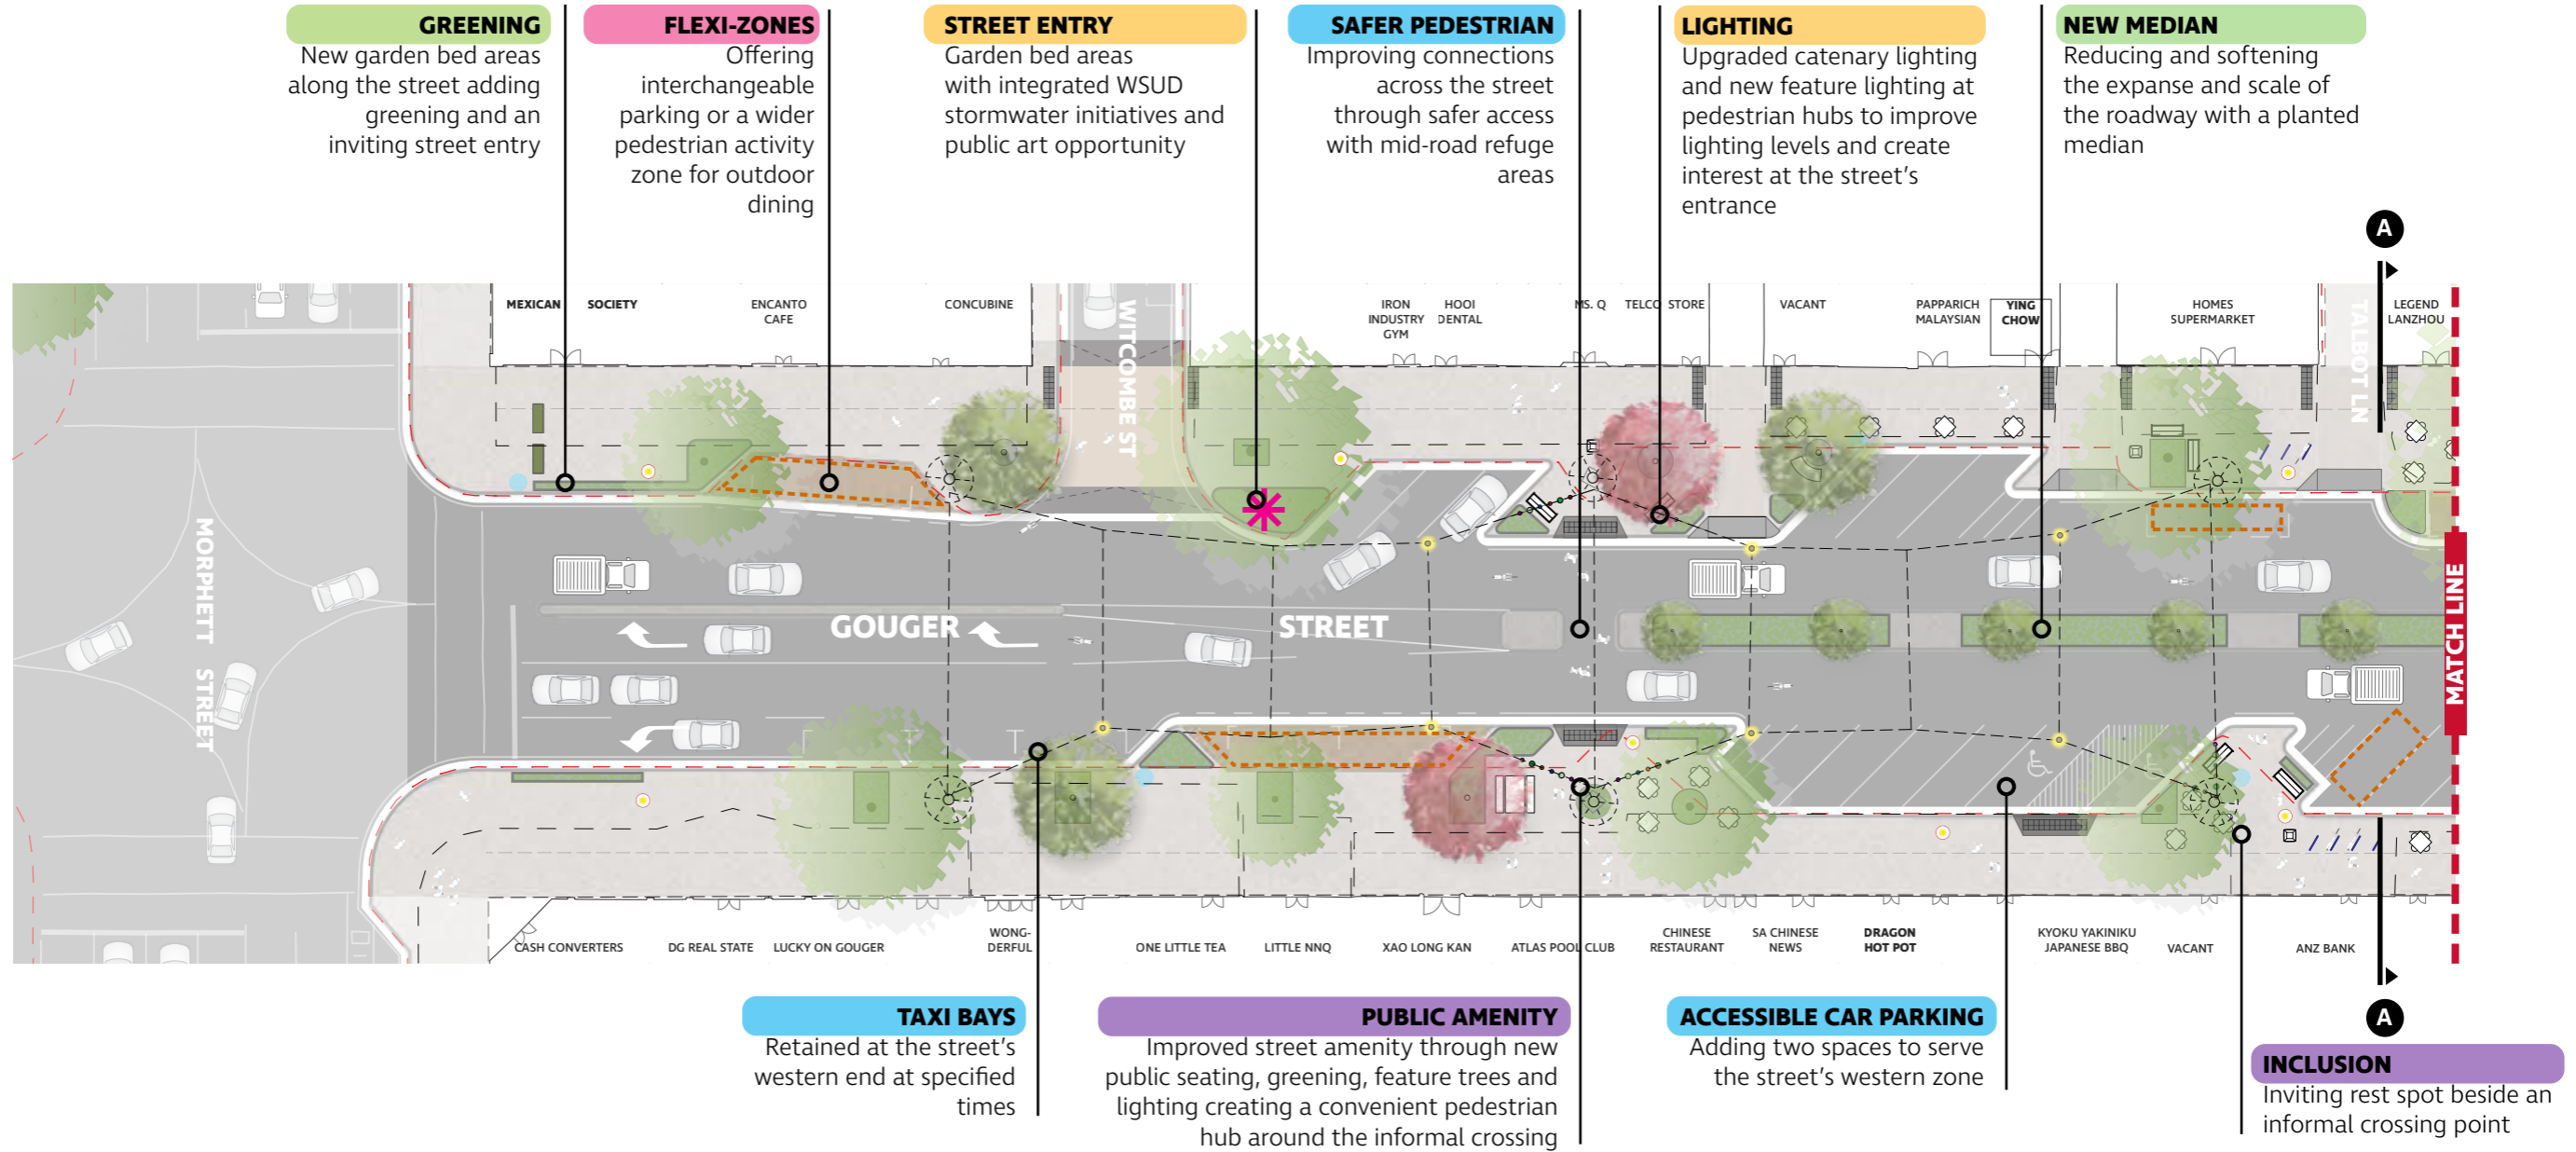 GREENING
New garden bed areas
along the street adding
greening and an
inviting street entry
FLEXI-ZONES
Offering
interchangeable
parking or a wider
pedestrian activity
zone for outdoor
dining
STREET ENTRY
Garden bed areas
with integrated WSUD
stormwater initiatives and
public art opportunity
SAFER PEDESTRIAN
Improving connections
across the street
through safer access
with mid-road refuge
areas
LIGHTING
Upgraded catenary lighting
and new feature lighting at
pedestrian hubs to improve
lighting levels and create
interest at the street's
entrance
NEW MEDIAN
Reducing and softening
the expanse and scale of
the roadway with a planted
median
A
MEXICAN SOCIETY
ENCANTO
CAFE
CONCUBINE
WITCOMBE ST
IRON
INDUSTRY
GYM
HOOI
DENTAL
MS. Q
TELCO STORE
VACANT
PAPPARICH
MALAYSIAN
YING
CHOW
HOMES
SUPERMARKET
TALBOT LN
LEGEND
LANZHOU
MORPHETT STREET
GOUGER STREET
MATCH LINE
CASH CONVERTERS
DG REAL STATE
LUCKY ON GOUGER
WONG-
DERFUL
ONE LITTLE TEA
LITTLE NNQ
XAO LONG KAN
ATLAS POOL CLUB
CHINESE
RESTAURANT
SA CHINESE
NEWS
DRAGON
HOT POT
KYOKU YAKINIKU
JAPANESE BBQ
VACANT
ANZ BANK
TAXI BAYS
Retained at the street's
western end at specified
times
PUBLIC AMENITY
Improved street amenity through new
public seating, greening, feature trees and
lighting creating a convenient pedestrian
hub around the informal crossing
ACCESSIBLE CAR PARKING
Adding two spaces to serve
the street's western zone
A
INCLUSION
Inviting rest spot beside an
informal crossing point